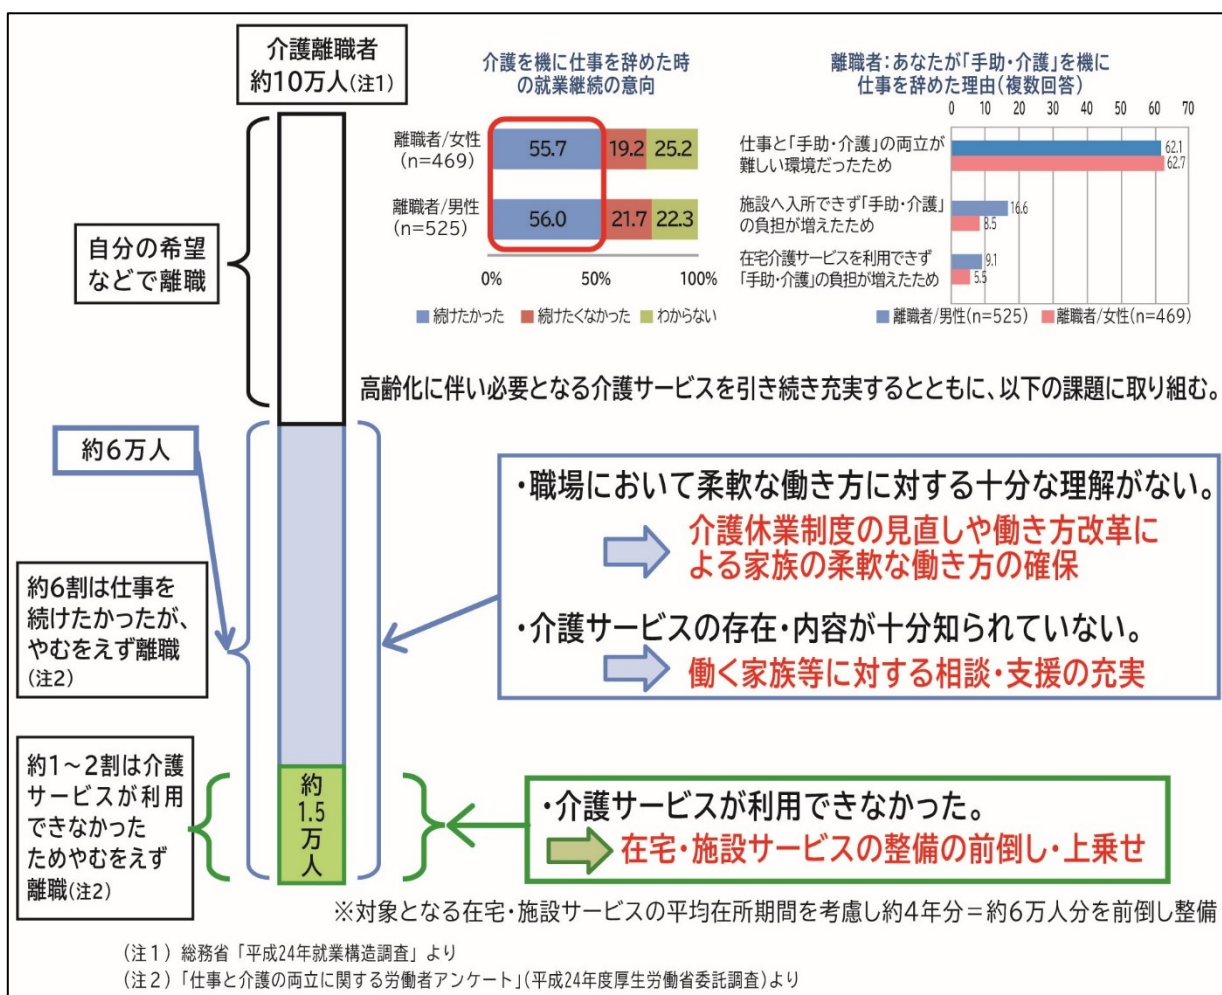 介護離職者
約10万人(注1)
介護を機に仕事を辞めた時
の就業継続の意向
離職者/女性
(n=469)
55.7
19.2
25.2
離職者/男性
(n=525)
56.0
21.7
22.3
0%
50%
100%
続けたかった
続けたくなかった
わからない
離職者:あなたが「手助・介護」を機に
仕事を辞めた理由(複数回答)
0 10 20 30 40 50 60 70
仕事と「手助・介護」の両立が
難しい環境だったため
62.1
62.7
施設へ入所できず「手助・介護」
の負担が増えたため
16.6
8.5
在宅介護サービスを利用できず
「手助・介護」の負担が増えたため
9.1
5.5
離職者/男性(n=525)
離職者/女性(n=469)
自分の希望
などで離職
高齢化に伴い必要となる介護サービスを引き続き充実するとともに、以下の課題に取り組む。
約6万人
・職場において柔軟な働き方に対する十分な理解がない。
介護休業制度の見直しや働き方改革に
よる家族の柔軟な働き方の確保
・介護サービスの存在・内容が十分知られていない。
働く家族等に対する相談・支援の充実
約6割は仕事を
続けたかったが、
やむをえず離職
(注2)
約1~2割は介護
サービスが利用
できなかった
ためやむをえず
離職(注2)
約
1.5
万
人
・介護サービスが利用できなかった。
在宅・施設サービスの整備の前倒し・上乗せ
※対象となる在宅・施設サービスの平均在所期間を考慮し約4年分=約6万人分を前倒し整備
(注1) 総務省「平成24年就業構造調査」より
(注2) 「仕事と介護の両立に関する労働者アンケート」(平成24年度厚生労働省委託調査)より